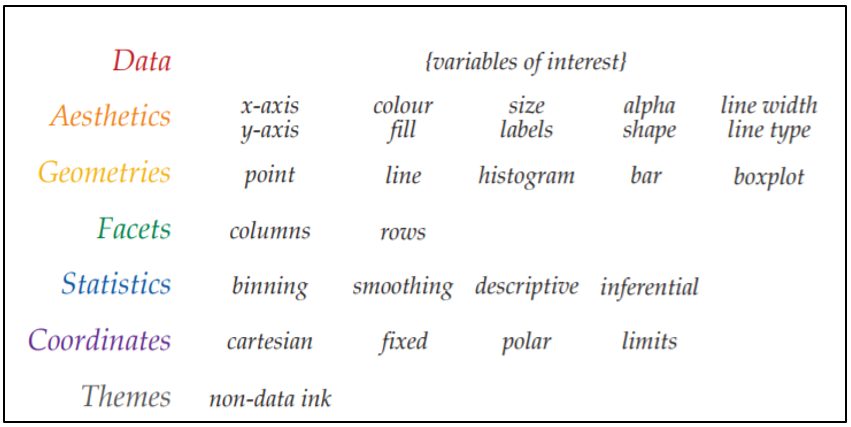 Data {variables of interest}
Aesthetics x-axis colour size alpha line width
y-axis fill labels shape line type
Geometries point line histogram bar boxplot
Facets columns rows
Statistics binning smoothing descriptive inferential
Coordinates cartesian fixed polar limits
Themes non-data ink